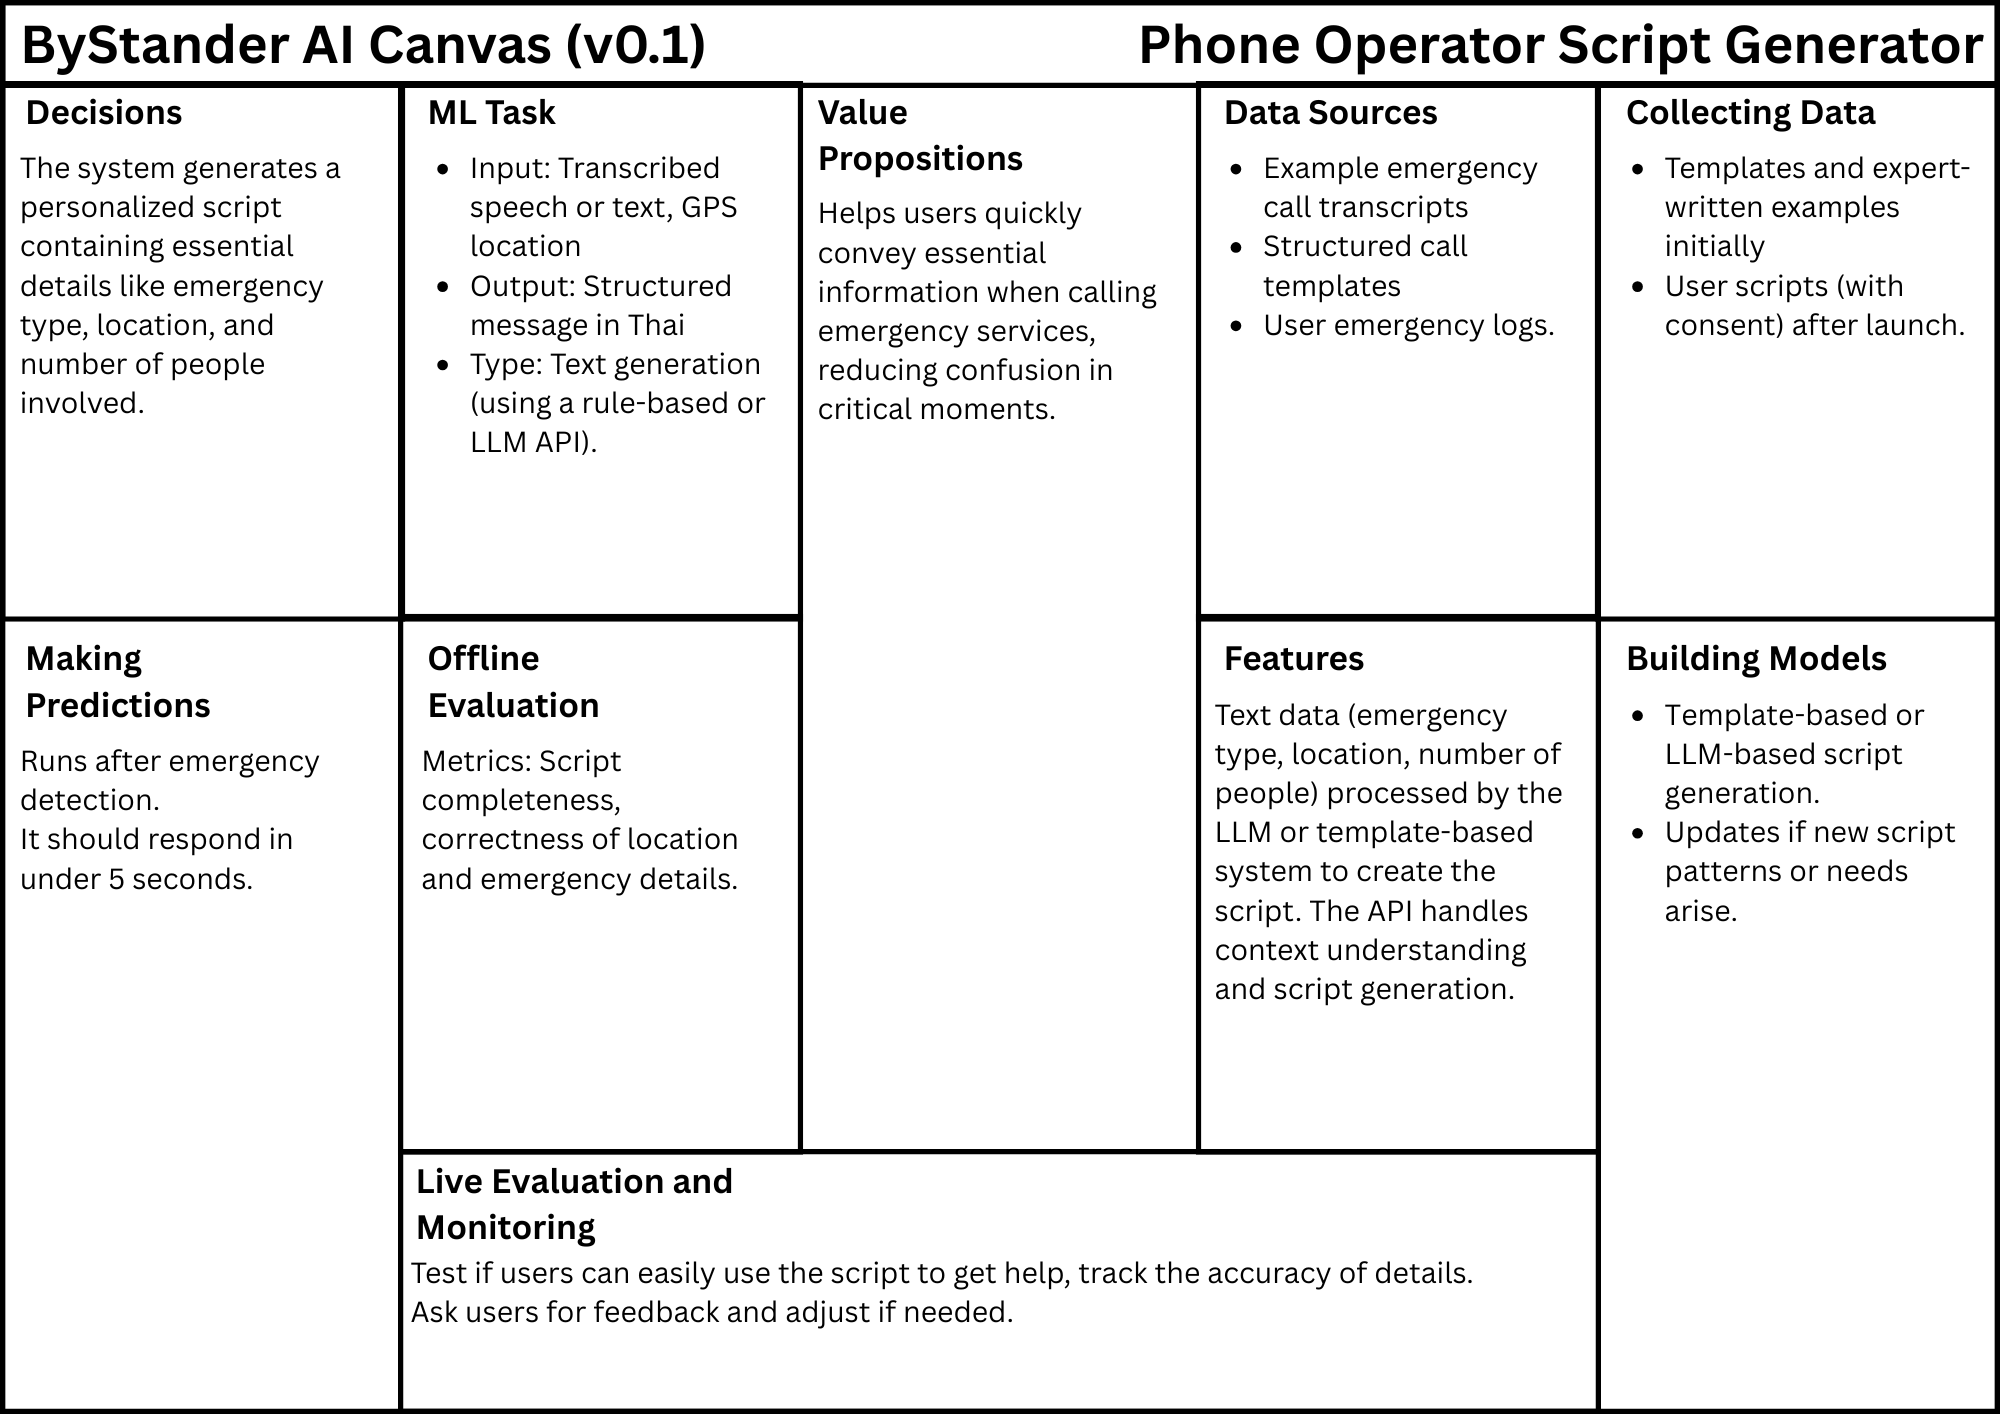 ByStander AI Canvas (v0.1)
Phone Operator Script Generator
Decisions
The system generates a
personalized script
containing essential
details like emergency
type, location, and
number of people
involved.
ML Task
• Input: Transcribed
speech or text, GPS
location
• Output: Structured
message in Thai
• Type: Text generation
(using a rule-based or
LLM API).
Value
Propositions
Helps users quickly
convey essential
information when calling
emergency services,
reducing confusion in
critical moments.
Data Sources
• Example emergency
call transcripts
• Structured call
templates
• User emergency logs.
Collecting Data
• Templates and expert-
written examples
initially
• User scripts (with
consent) after launch.
Making
Predictions
Runs after emergency
detection.
It should respond in
under 5 seconds.
Offline
Evaluation
Metrics: Script
completeness,
correctness of location
and emergency details.
Features
Text data (emergency
type, location, number of
people) processed by the
LLM or template-based
system to create the
script. The API handles
context understanding
and script generation.
Building Models
• Template-based or
LLM-based script
generation.
• Updates if new script
patterns or needs
arise.
Live Evaluation and
Monitoring
Test if users can easily use the script to get help, track the accuracy of details.
Ask users for feedback and adjust if needed.